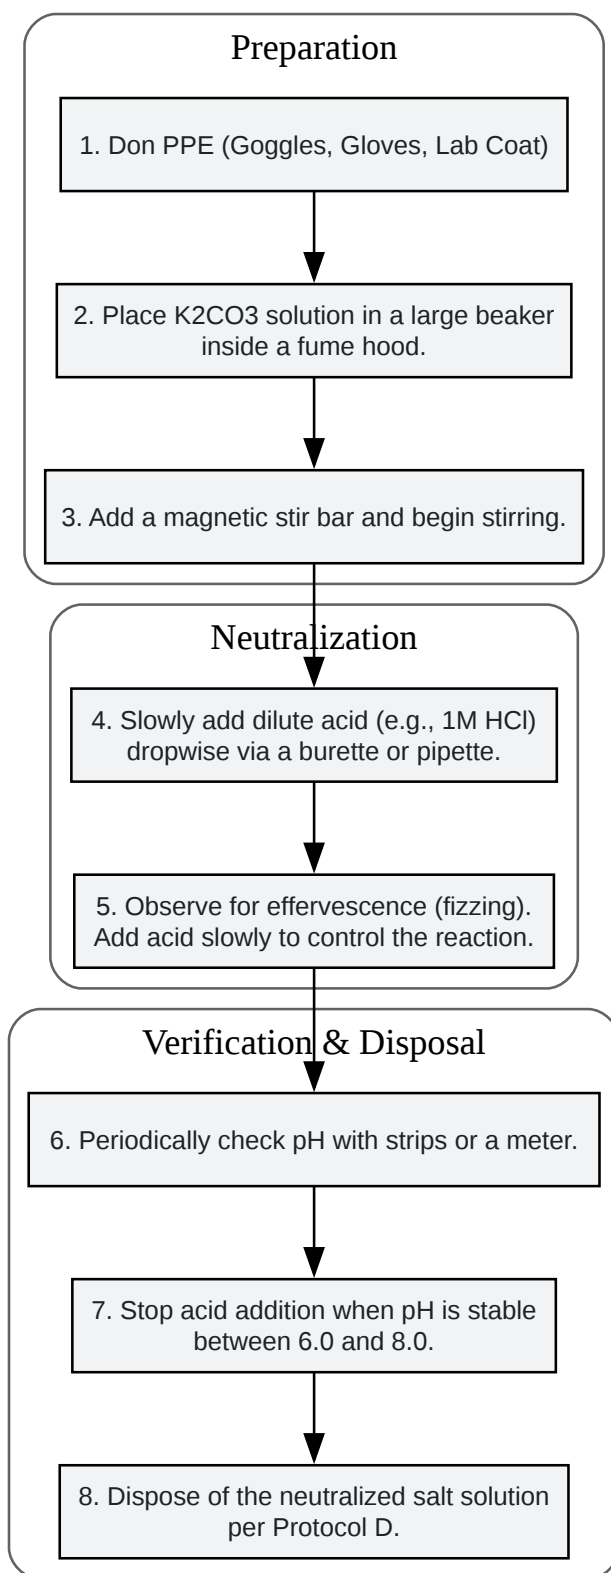 Preparation
1. Don PPE (Goggles, Gloves, Lab Coat)
2. Place K2CO3 solution in a large beaker
inside a fume hood.
3. Add a magnetic stir bar and begin stirring.
Neutralization
4. Slowly add dilute acid (e.g., 1M HCl)
dropwise via a burette or pipette.
5. Observe for effervescence (fizzing).
Add acid slowly to control the reaction.
Verification & Disposal
6. Periodically check pH with strips or a meter.
7. Stop acid addition when pH is stable
between 6.0 and 8.0.
8. Dispose of the neutralized salt solution
per Protocol D.